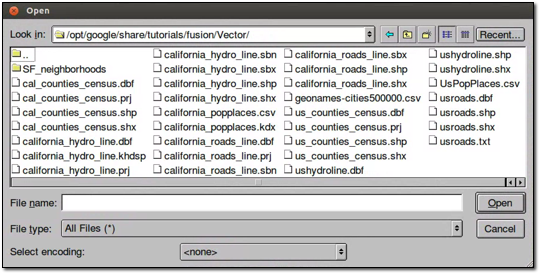 Open
Look in: /opt/google/share/tutorials/fusion/Vector/ Recent...
..
SF_neighborhoods
cal_counties_census.dbf
cal_counties_census.prj
cal_counties_census.shp
cal_counties_census.shx
california_hydro_line.dbf
california_hydro_line.khdsp
california_hydro_line.prj
california_hydro_line.sbn
california_hydro_line.sbx
california_hydro_line.shp
california_hydro_line.shx
california_popplaces.csv
california_popplaces.kdx
california_roads_line.dbf
california_roads_line.prj
california_roads_line.sbn
california_roads_line.sbx
california_roads_line.shp
california_roads_line.shx
geonames-cities500000.csv
us_counties_census.dbf
us_counties_census.prj
us_counties_census.shp
us_counties_census.shx
ushydroline.dbf
ushydroline.shp
ushydroline.shx
UsPopPlaces.csv
usroads.dbf
usroads.shp
usroads.shx
usroads.txt
File name: Open
File type: All Files (*) Cancel
Select encoding: <none>